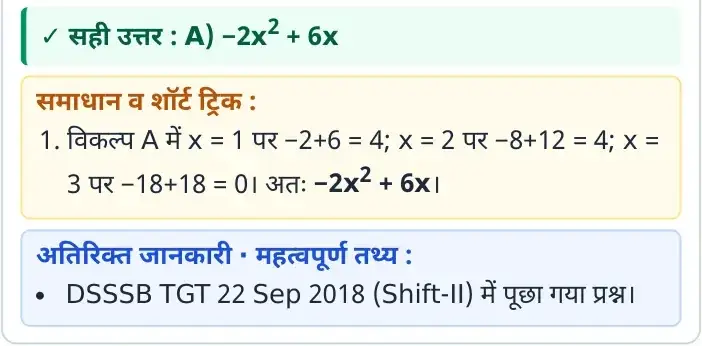 ✓ सही उत्तर : A) −2x² + 6x
समाधान व शॉर्ट ट्रिक :
1. विकल्प A में x = 1 पर −2+6 = 4; x = 2 पर −8+12 = 4; x =
3 पर −18+18 = 0। अतः −2x² + 6x।
अतिरिक्त जानकारी · महत्वपूर्ण तथ्य :
• DSSSB TGT 22 Sep 2018 (Shift-II) में पूछा गया प्रश्न।